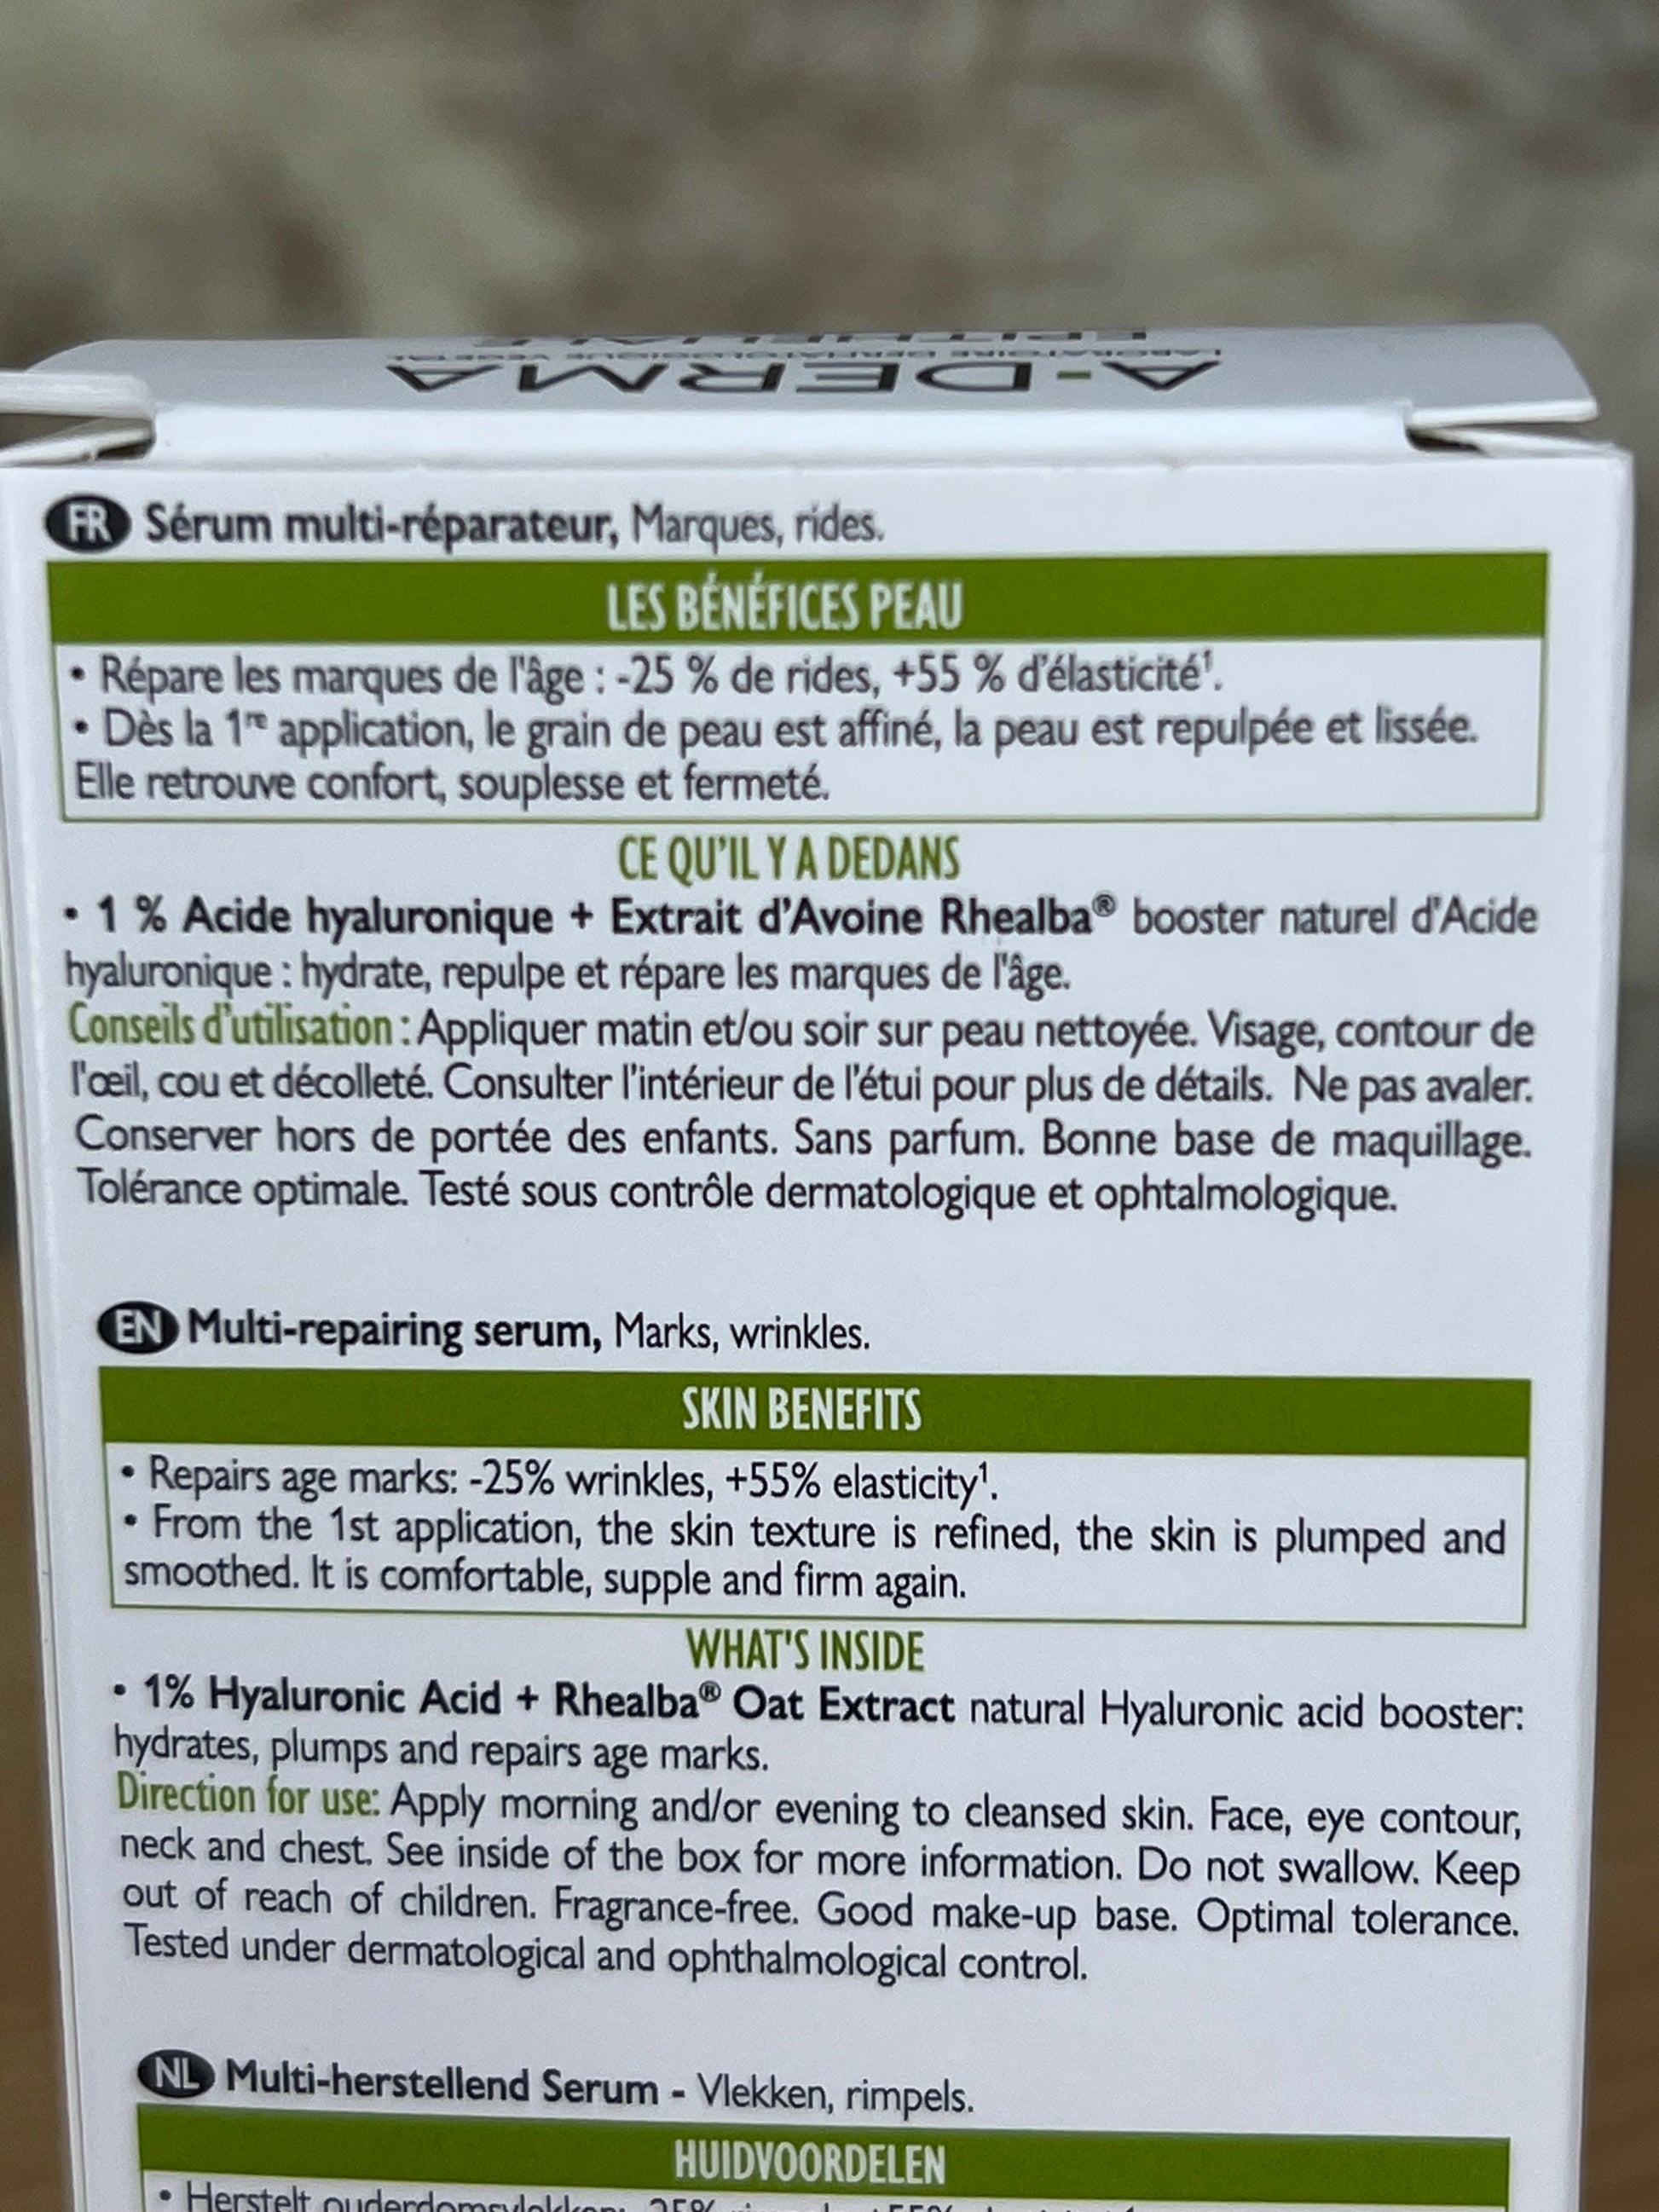 A-DERMA
LABORATOIRE DERMATOLOGIQUE VÉGÉTAL
FR Sérum multi-réparateur, Marques, rides.
LES BÉNÉFICES PEAU
• Répare les marques de l'âge : -25 % de rides, +55 % d'élasticité¹.
• Dès la 1re application, le grain de peau est affiné, la peau est repulpée et lissée.
Elle retrouve confort, souplesse et fermeté.
CE QU'IL Y A DEDANS
• 1 % Acide hyaluronique + Extrait d'Avoine Rhealba® booster naturel d'Acide
hyaluronique : hydrate, repulpe et répare les marques de l'âge.
Conseils d'utilisation : Appliquer matin et/ou soir sur peau nettoyée. Visage, contour de
l'œil, cou et décolleté. Consulter l'intérieur de l'étui pour plus de détails. Ne pas avaler.
Conserver hors de portée des enfants. Sans parfum. Bonne base de maquillage.
Tolérance optimale. Testé sous contrôle dermatologique et ophtalmologique.
EN Multi-repairing serum, Marks, wrinkles.
SKIN BENEFITS
• Repairs age marks: -25% wrinkles, +55% elasticity¹.
• From the 1st application, the skin texture is refined, the skin is plumped and
smoothed. It is comfortable, supple and firm again.
WHAT'S INSIDE
• 1% Hyaluronic Acid + Rhealba® Oat Extract natural Hyaluronic acid booster:
hydrates, plumps and repairs age marks.
Direction for use: Apply morning and/or evening to cleansed skin. Face, eye contour,
neck and chest. See inside of the box for more information. Do not swallow. Keep
out of reach of children. Fragrance-free. Good make-up base. Optimal tolerance.
Tested under dermatological and ophthalmological control.
NL Multi-herstellend Serum - Vlekken, rimpels.
HUIDVOORDELEN
• Herstelt ouderdomsvlekken: